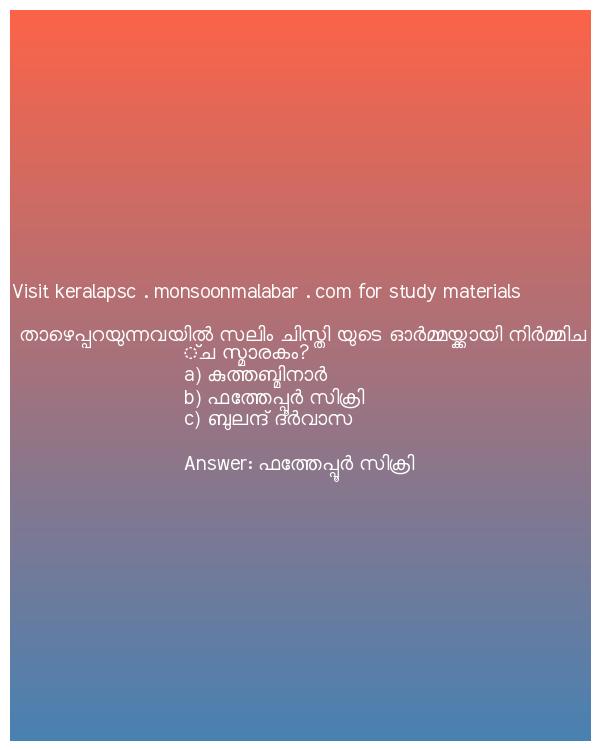 Visit keralapsc . monsoonmalabar . com for study materials
താഴെപ്പറയുന്നവയിൽ സലിം ചിസ്തി യുടെ ഓർമ്മയ്ക്കായി നിർമ്മിച
്ച സ്മാരകം?
a) കുത്തബ്മിനാർ
b) ഫത്തേപ്പൂർ സിക്രി
c) ബുലന്ദ് ദർവാസ
Answer: ഫത്തേപ്പൂർ സിക്രി